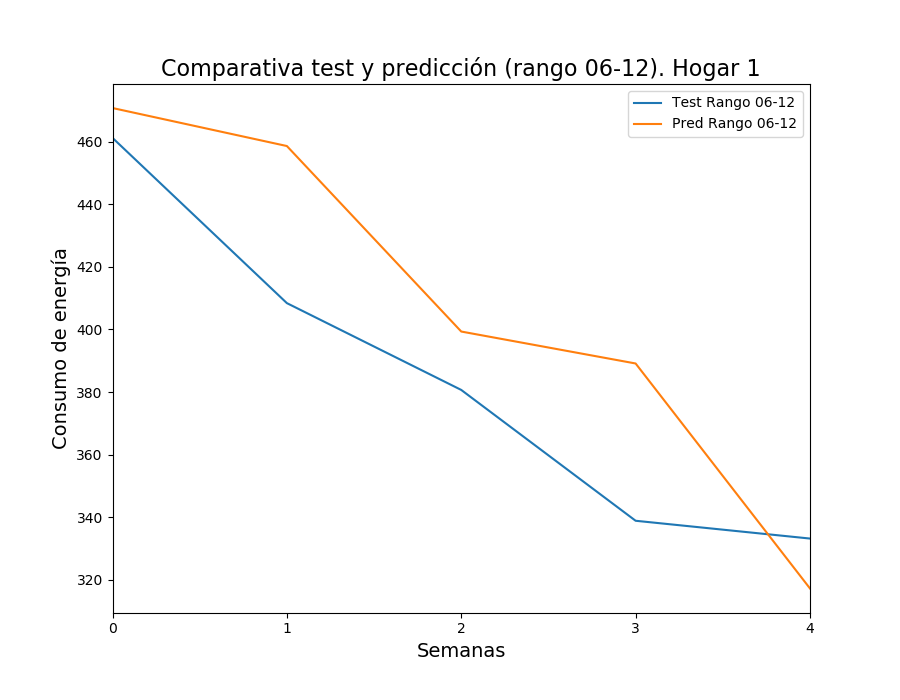 Comparativa test y predicción (rango 06-12). Hogar 1
Test Rango 06-12
Pred Rango 06-12
Consumo de energía
460
440
420
400
380
360
340
320
0 1 2 3 4
Semanas